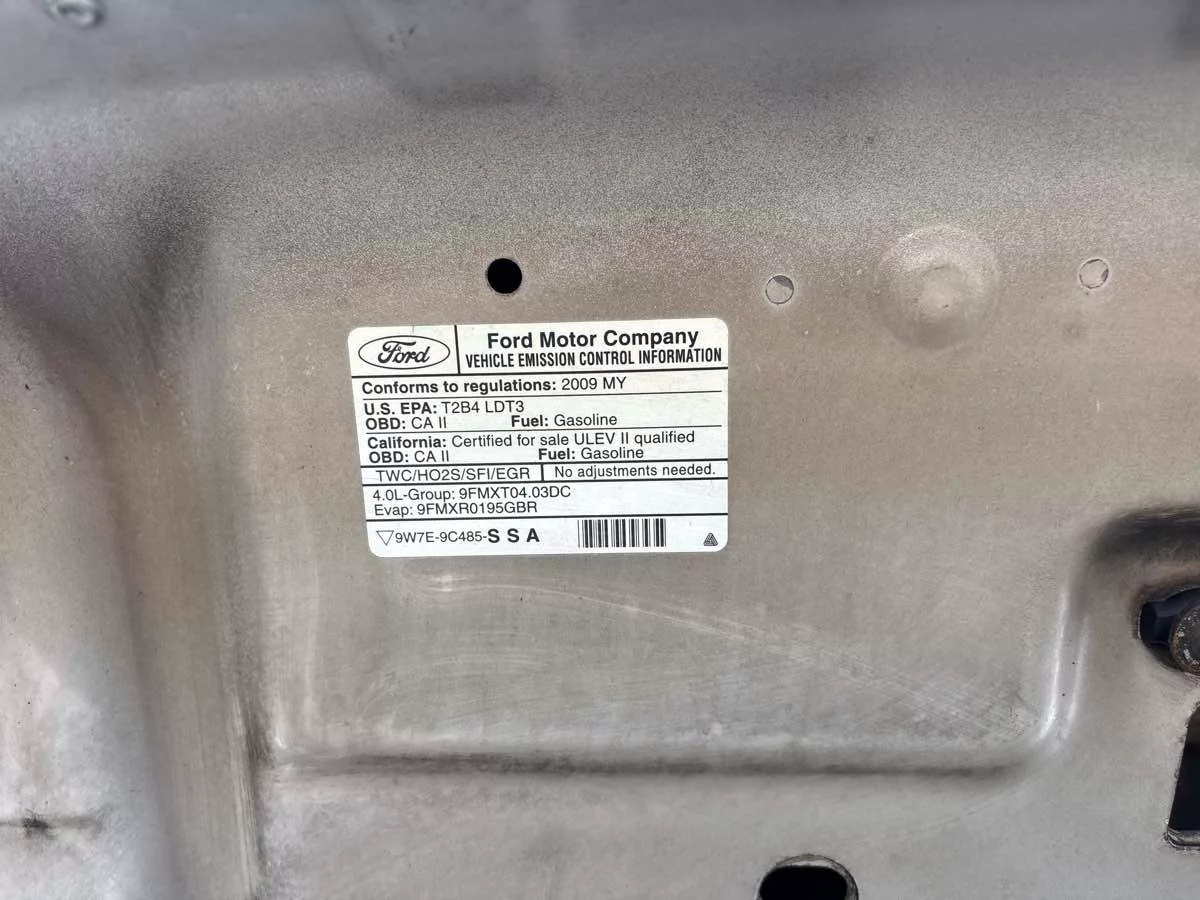 Ford
Ford Motor Company
VEHICLE EMISSION CONTROL INFORMATION
Conforms to regulations: 2009 MY
U.S. EPA: T2B4 LDT3
OBD: CA II Fuel: Gasoline
California: Certified for sale ULEV II qualified
OBD: CA II Fuel: Gasoline
TWC/HO2S/SFI/EGR No adjustments needed.
4.0L-Group: 9FMXT04.03DC
Evap: 9FMXR0195GBR
9W7E-9C485-S S A